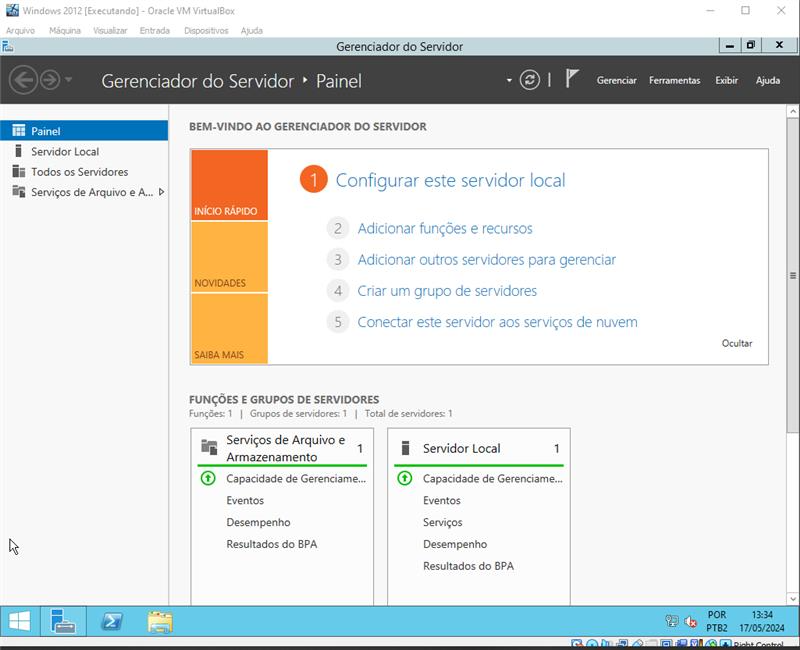 Windows 2012 [Executando] - Oracle VM VirtualBox
Arquivo Máquina Visualizar Entrada Dispositivos Ajuda
Gerenciador do Servidor
Gerenciador do Servidor Painel
Gerenciar Ferramentas Exibir Ajuda
Painel
Servidor Local
Todos os Servidores
Serviços de Arquivo e A...
BEM-VINDO AO GERENCIADOR DO SERVIDOR
INÍCIO RÁPIDO
NOVIDADES
SAIBA MAIS
1 Configurar este servidor local
2 Adicionar funções e recursos
3 Adicionar outros servidores para gerenciar
4 Criar um grupo de servidores
5 Conectar este servidor aos serviços de nuvem
Ocultar
FUNÇÕES E GRUPOS DE SERVIDORES
Funções: 1 | Grupos de servidores: 1 | Total de servidores: 1
Serviços de Arquivo e
Armazenamento 1
Capacidade de Gerenciame...
Eventos
Desempenho
Resultados do BPA
Servidor Local 1
Capacidade de Gerenciame...
Eventos
Serviços
Desempenho
Resultados do BPA
POR
PTB2
13:34
17/05/2024
Right Control